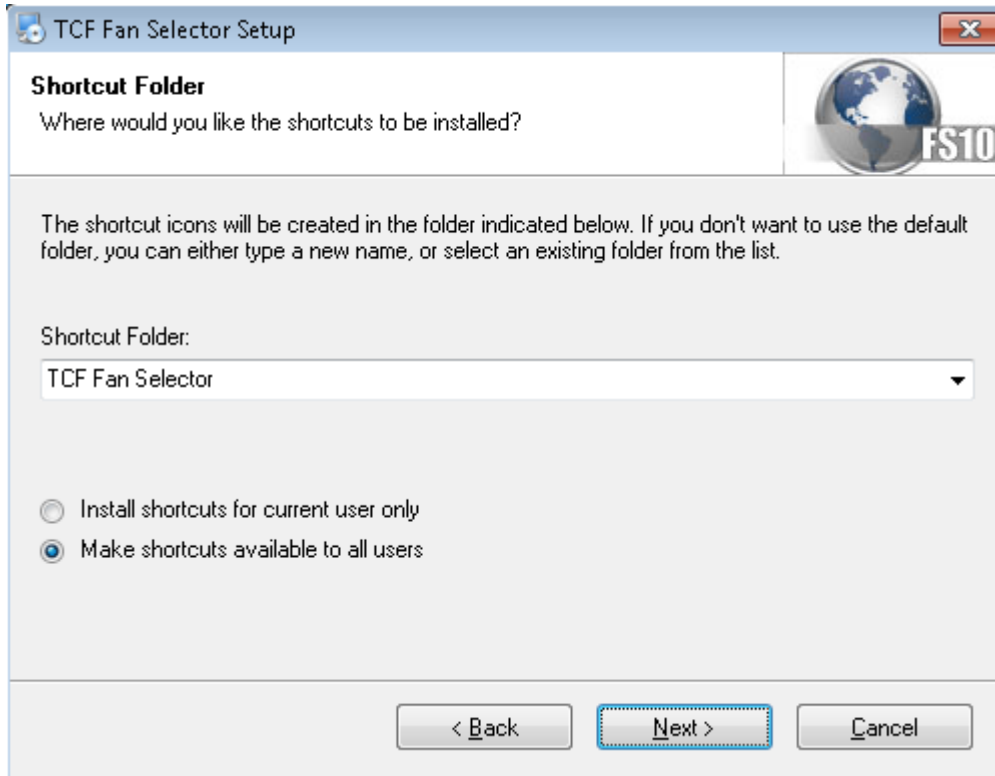 TCF Fan Selector Setup
Shortcut Folder
Where would you like the shortcuts to be installed?
FS10
The shortcut icons will be created in the folder indicated below. If you don't want to use the default
folder, you can either type a new name, or select an existing folder from the list.
Shortcut Folder:
TCF Fan Selector
Install shortcuts for current user only
Make shortcuts available to all users
< Back
Next >
Cancel